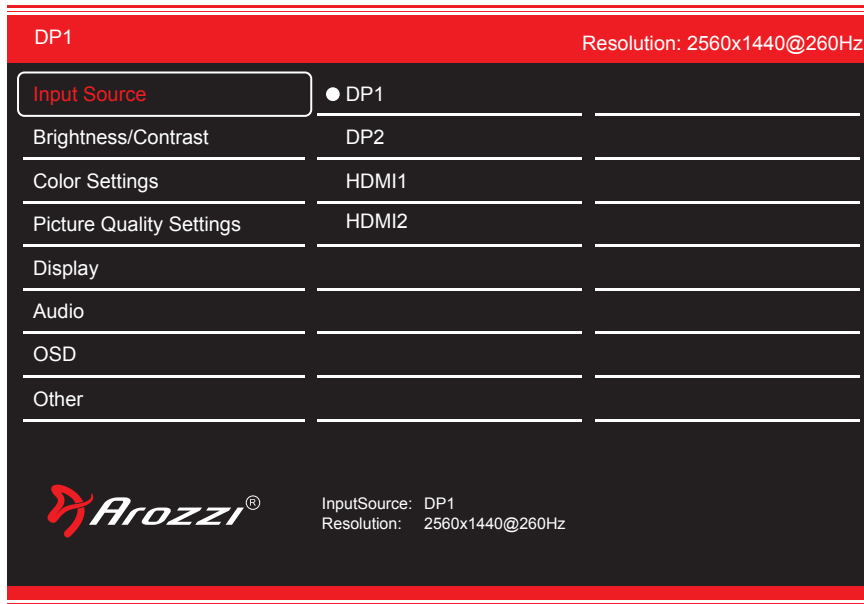 DP1
Resolution: 2560x1440@260Hz
Input Source
DP1
Brightness/Contrast
DP2
Color Settings
HDMI1
Picture Quality Settings
HDMI2
Display
Audio
OSD
Other
Arozzi®
InputSource: DP1
Resolution: 2560x1440@260Hz